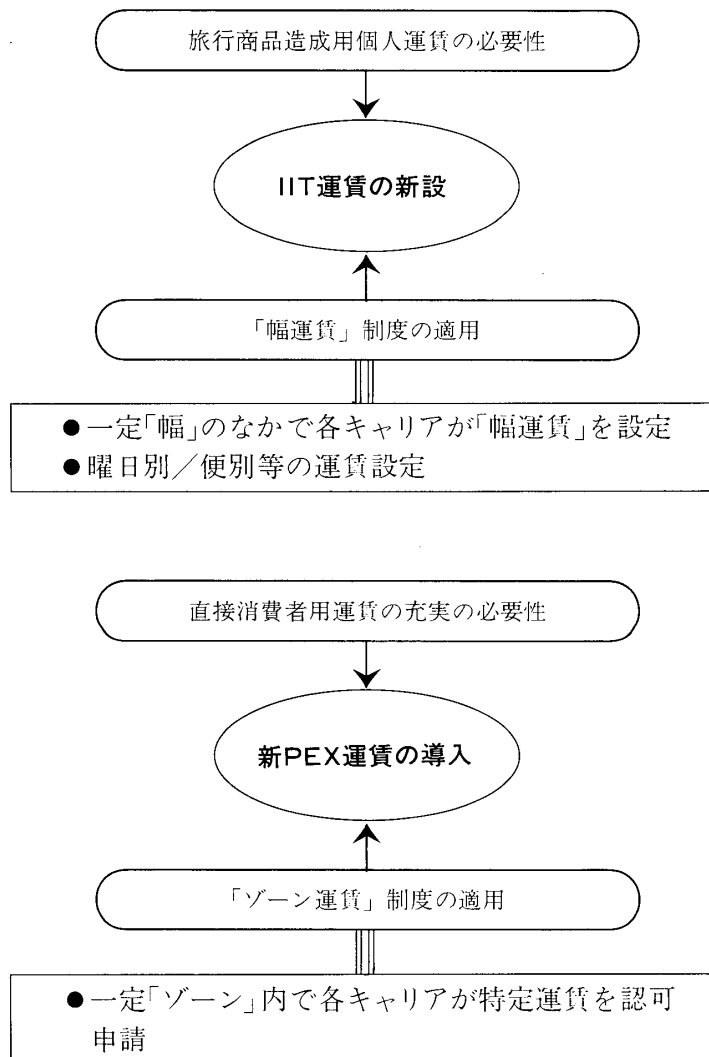 旅行商品造成用個人運賃の必要性
IIT運賃の新設
「幅運賃」制度の適用
●一定「幅」のなかで各キャリアが「幅運賃」を設定
●曜日別／便別等の運賃設定
直接消費者用運賃の充実の必要性
新PEX運賃の導入
「ゾーン運賃」制度の適用
●一定「ゾーン」内で各キャリアが特定運賃を認可
申請